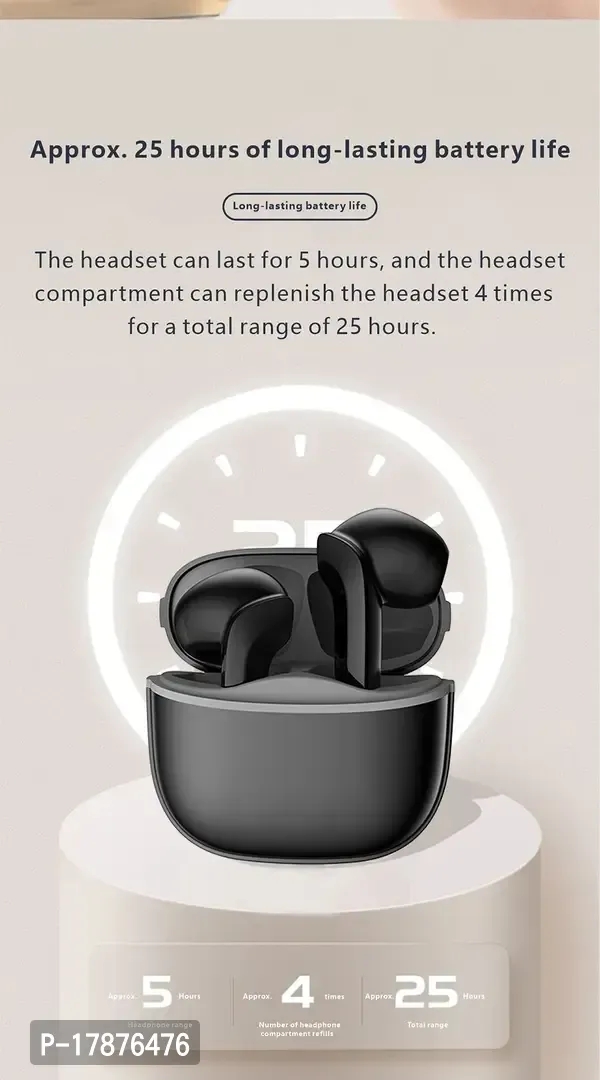 Approx. 25 hours of long-lasting battery life
Long-lasting battery life
The headset can last for 5 hours, and the headset
compartment can replenish the headset 4 times
for a total range of 25 hours.
Approx. 5 Hours
Headphone range
Approx. 4 times
Number of headphone
compartment refills
Approx. 25 Hours
Total range
P-17876476